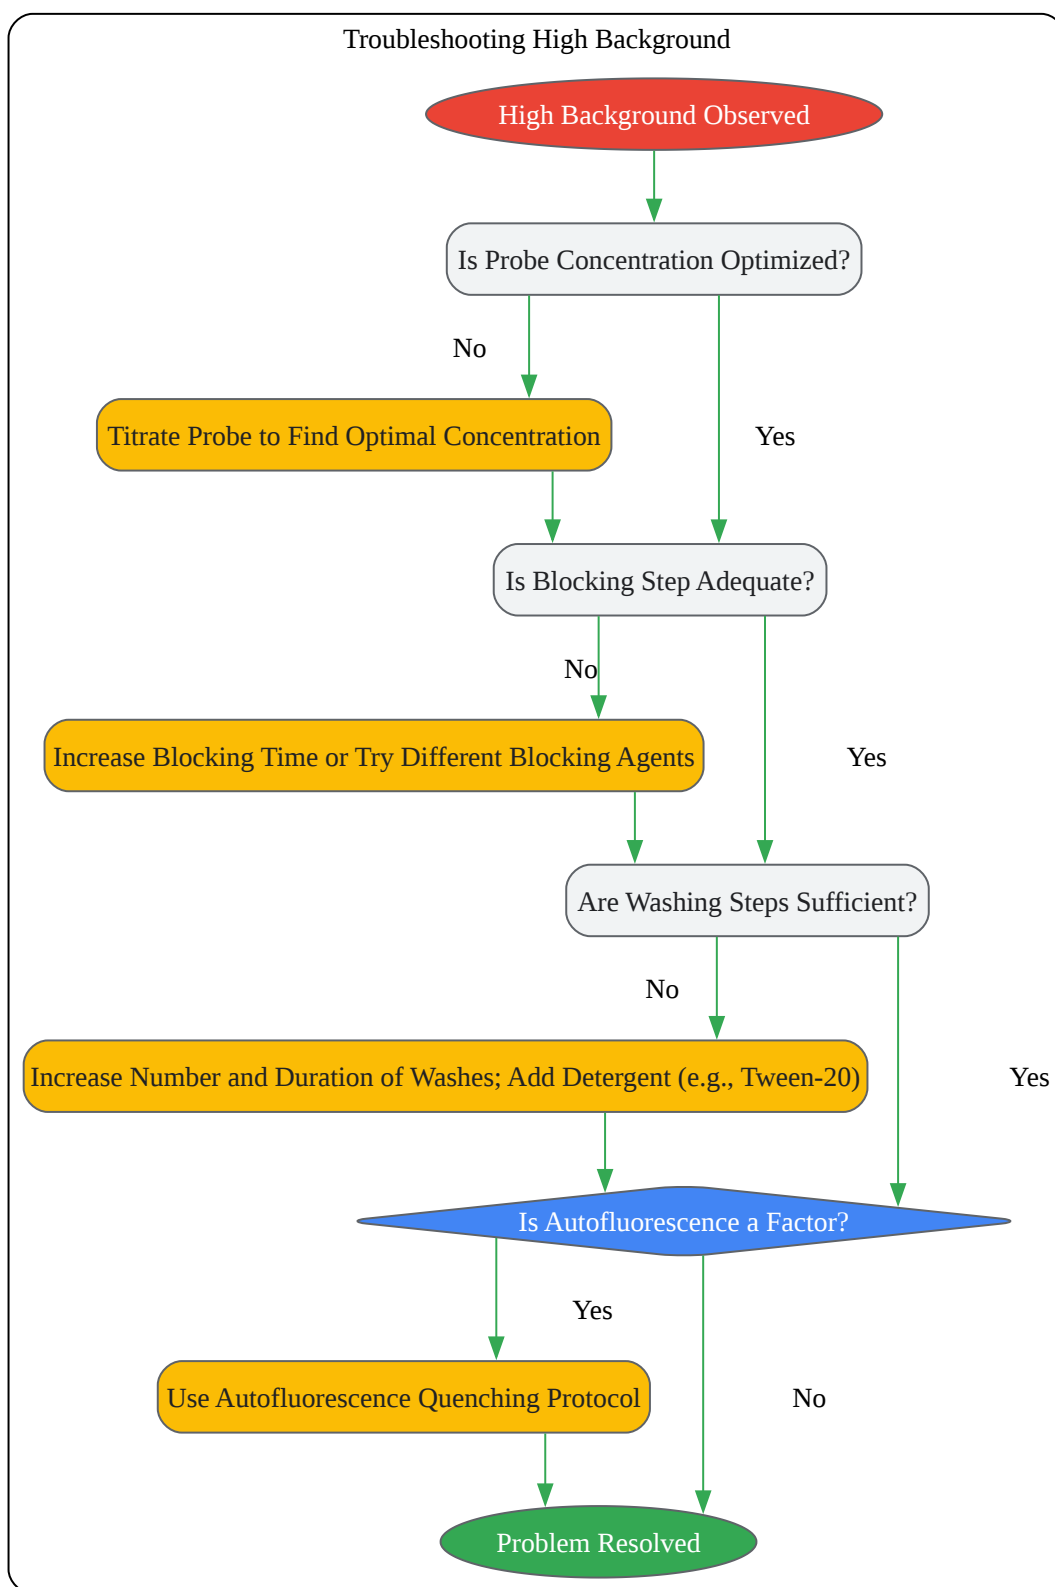 Troubleshooting High Background
High Background Observed
Is Probe Concentration Optimized?
No
Titrate Probe to Find Optimal Concentration
Yes
Is Blocking Step Adequate?
No
Increase Blocking Time or Try Different Blocking Agents
Yes
Are Washing Steps Sufficient?
No
Increase Number and Duration of Washes; Add Detergent (e.g., Tween-20)
Yes
Is Autofluorescence a Factor?
Yes
Use Autofluorescence Quenching Protocol
No
Problem Resolved